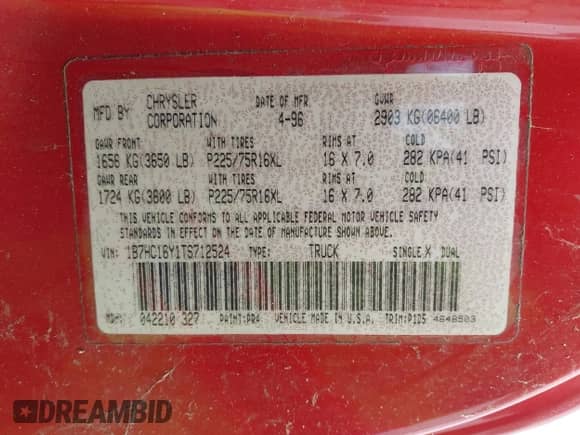 MFD BY CHRYSLER CORPORATION DATE OF MFR 4-96 GVWR 2903 KG(06400 LB)
GAWR FRONT WITH TIRES RIMS AT COLD
1656 KG(3650 LB) P225/75R16XL 16 X 7.0 282 KPA(41 PSI)
GAWR REAR WITH TIRES RIMS AT COLD
1724 KG(3800 LB) P225/75R16XL 16 X 7.0 282 KPA(41 PSI)
THIS VEHICLE CONFORMS TO ALL APPLICABLE FEDERAL MOTOR VEHICLE SAFETY
STANDARDS IN EFFECT ON THE DATE OF MANUFACTURE SHOWN ABOVE
VIN: 1B7HC16Y1TS712524 TYPE: TRUCK SINGLE X DUAL
MDH: 042210 327 PAINT:PR4 VEHICLE MADE IN U.S.A. TRIM:P1D5 4648503
DREAMBID